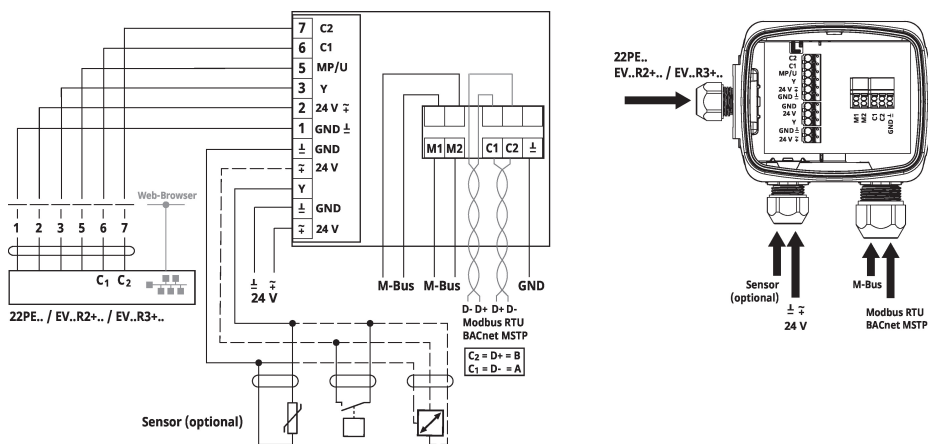 7 C2
6 C1
5 MP/U
3 Y
2 24 V
1 GND
GND
24 V
Y
GND
24 V
M1 M2 C1 C2
Web-Browser
1 2 3 5 6 7
C1 C2
22PE.. / EV..R2+.. / EV..R3+..
24 V
M-Bus M-Bus GND
D- D+ D+ D-
Modbus RTU
BACnet MSTP
C2 = D+ = B
C1 = D- = A
Sensor (optional)
22PE..
EV..R2+.. / EV..R3+..
C2
C1
MP/U
Y
24 V
GND
GND
24 V
Y
GND
24 V
M1
M2
C1
C2
GND
Sensor
(optional)
24 V
M-Bus
Modbus RTU
BACnet MSTP